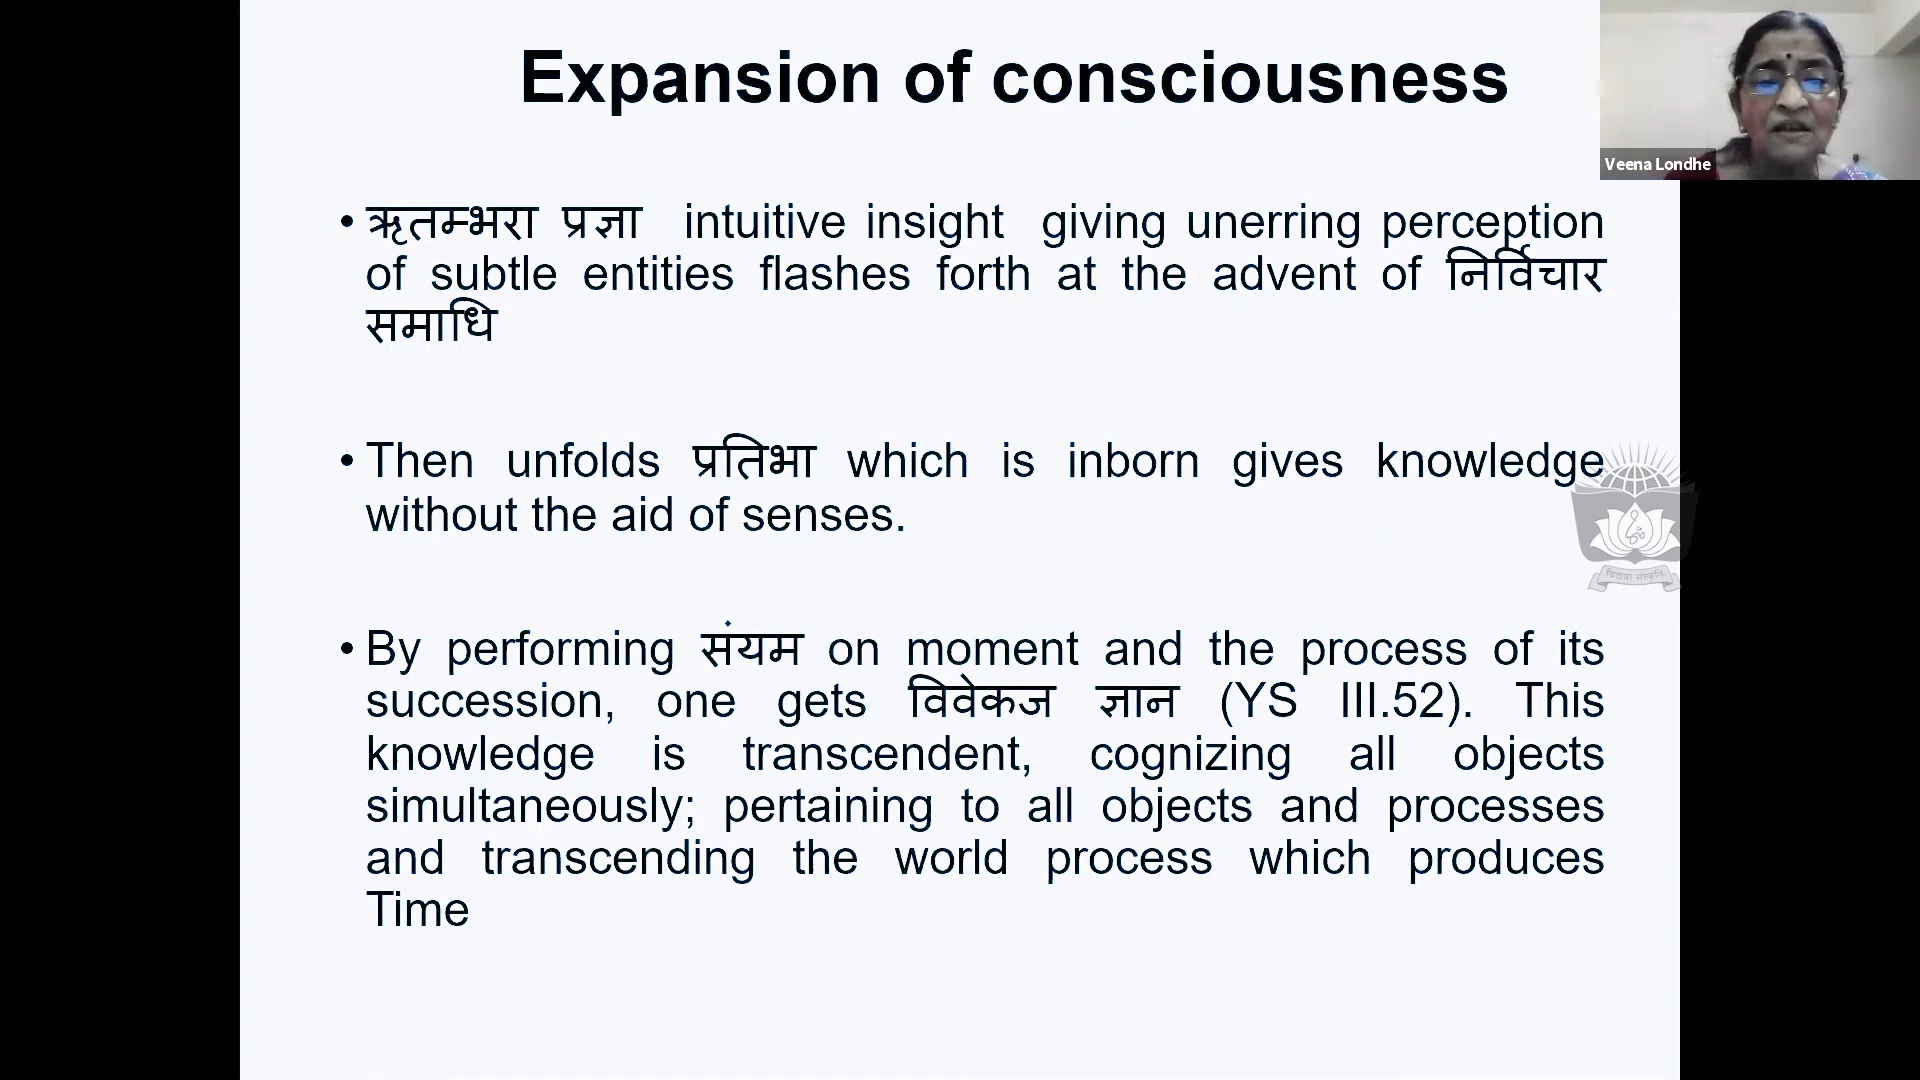 Expansion of consciousness
Veena Londhe
• ऋतम्भरा प्रज्ञा intuitive insight giving unerring perception
of subtle entities flashes forth at the advent of निर्विचार
समाधि
• Then unfolds प्रतिभा which is inborn gives knowledge
without the aid of senses.
• By performing संयम on moment and the process of its
succession, one gets विवेकज ज्ञान (YS III.52). This
knowledge is transcendent, cognizing all objects
simultaneously; pertaining to all objects and processes
and transcending the world process which produces
Time